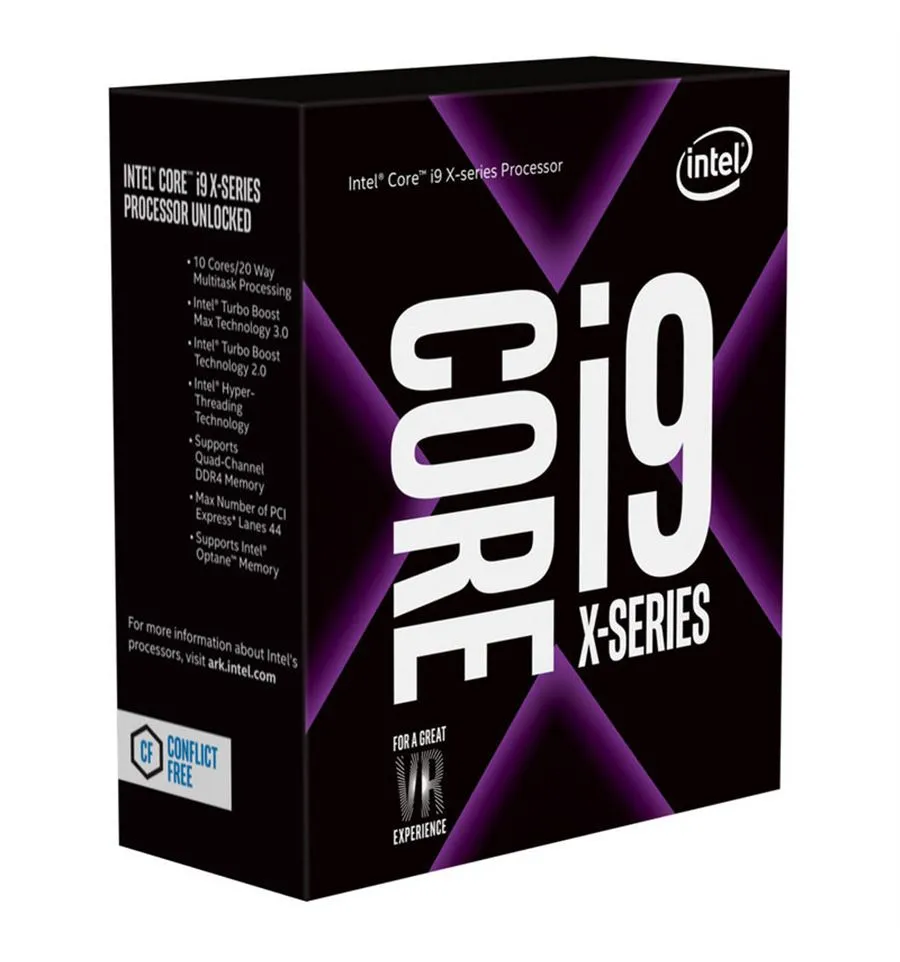 INTEL® CORE™ i9 X-SERIES
PROCESSOR UNLOCKED
• 10 Cores/20 Way
Multitask Processing
• Intel® Turbo Boost
Max Technology 3.0
• Intel® Turbo Boost
Technology 2.0
• Intel® Hyper-
Threading
Technology
• Supports
Quad-Channel
DDR4 Memory
• Max Number of PCI
Express* Lanes 44
• Supports Intel®
Optane™ Memory
For more information about Intel's
processors, visit ark.intel.com
CF
CONFLICT
FREE
Intel® Core™ i9 X-series Processor
intel®
CORE
i9
X-SERIES
FOR A GREAT
VR
EXPERIENCE